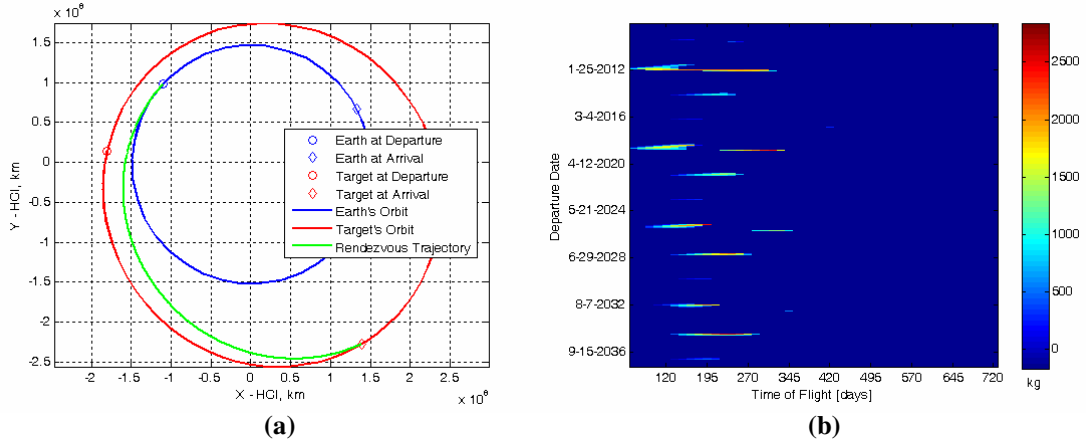 x 10⁸
1.5
1
0.5
0
-0.5
-1
-1.5
-2
-2.5
Y - HCI, km
-2 -1.5 -1 -0.5 0 0.5 1 1.5 2 2.5
X - HCI, km
x 10⁸
Earth at Departure
Earth at Arrival
Target at Departure
Target at Arrival
Earth's Orbit
Target's Orbit
Rendezvous Trajectory
(a)
Departure Date
1-25-2012
3-4-2016
4-12-2020
5-21-2024
6-29-2028
8-7-2032
9-15-2036
120 195 270 345 420 495 570 645 720
Time of Flight [days]
2500
2000
1500
1000
500
0
kg
(b)